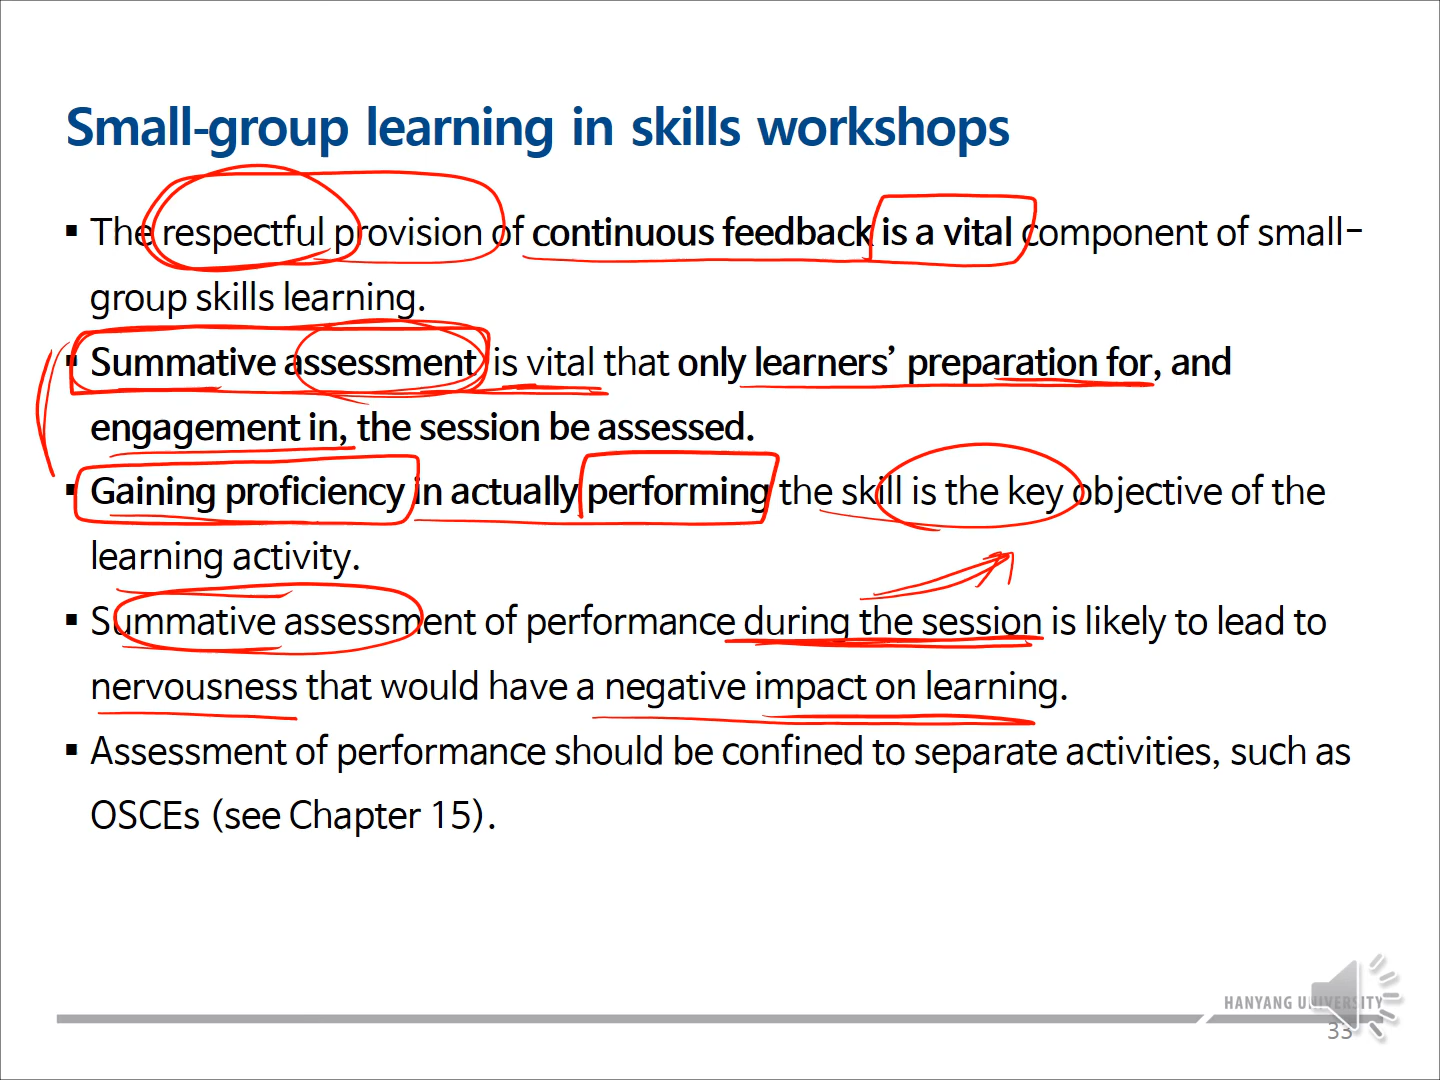 Small-group learning in skills workshops
▪ The respectful provision of continuous feedback is a vital component of small-
group skills learning.
▪ Summative assessment is vital that only learners’ preparation for, and
engagement in, the session be assessed.
▪ Gaining proficiency in actually performing the skill is the key objective of the
learning activity.
▪ Summative assessment of performance during the session is likely to lead to
nervousness that would have a negative impact on learning.
▪ Assessment of performance should be confined to separate activities, such as
OSCEs (see Chapter 15).
HANYANG UNIVERSITY
33